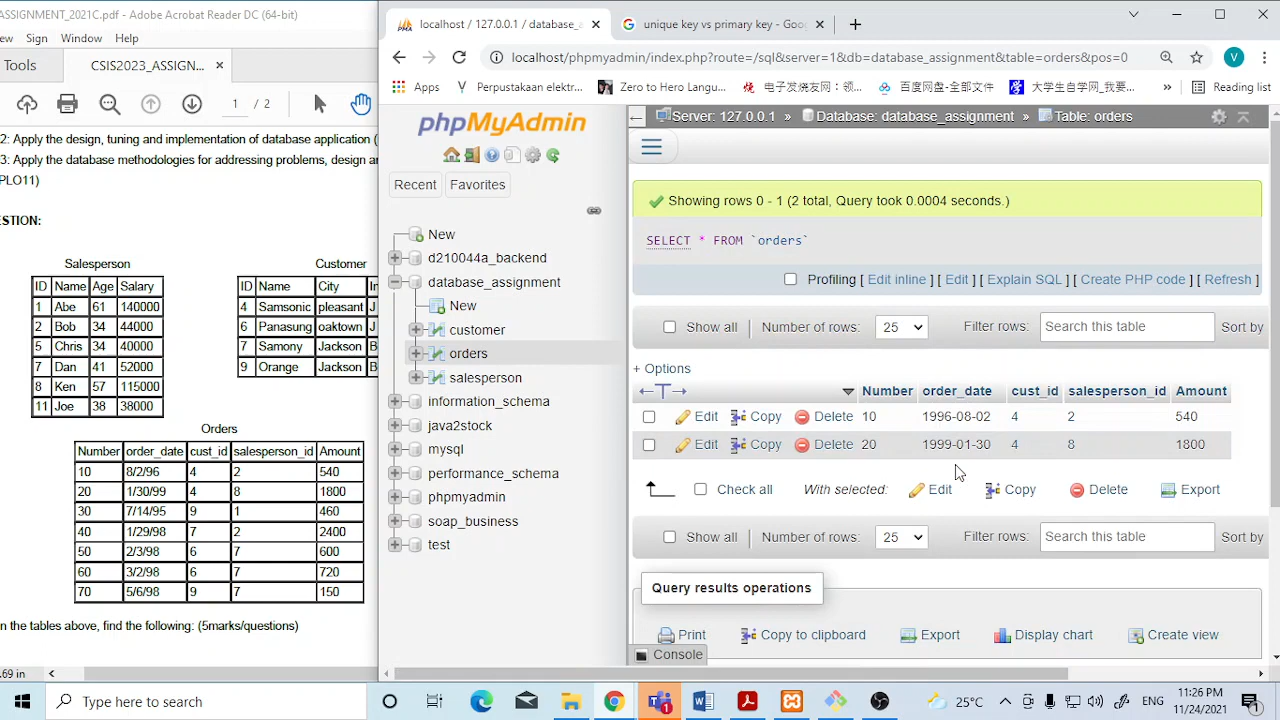 ASSIGNMENT_2021C.pdf - Adobe Acrobat Reader DC (64-bit)
ew Sign Window Help
Tools CSIS2023_ASSIGN... ×
1 / 2
2: Apply the design, tuning and implementation of database application (
3: Apply the database methodologies for addressing problems, design ar
PLO11)
ESTION:
Salesperson
ID Name Age Salary
1 Abe 61 140000
2 Bob 34 44000
5 Chris 34 40000
7 Dan 41 52000
8 Ken 57 115000
11 Joe 38 38000
Customer
ID Name City In
4 Samsonic pleasant J
6 Panasung oaktown J
7 Samony Jackson B
9 Orange Jackson B
Orders
Number order_date cust_id salesperson_id Amount
10 8/2/96 4 2 540
20 1/30/99 4 8 1800
30 7/14/95 9 1 460
40 1/29/98 7 2 2400
50 2/3/98 6 7 600
60 3/2/98 6 7 720
70 5/6/98 9 7 150
n the tables above, find the following: (5marks/questions)
.69 in
localhost / 127.0.0.1 / database_a
unique key vs primary key - Goo
localhost/phpmyadmin/index.php?route=/sql&server=1&db=database_assignment&table=orders&pos=0
V
Apps Perpustakaan elektr... Zero to Hero Langu... 电子发烧友网-1... 百度网盘-全部文件 大学生自学网_我要... » Reading list
phpMyAdmin
Recent Favorites
New
d210044a_backend
database_assignment
New
customer
orders
salesperson
information_schema
java2stock
mysql
performance_schema
phpmyadmin
soap_business
test
Server: 127.0.0.1 » Database: database_assignment » Table: orders
Showing rows 0 - 1 (2 total, Query took 0.0004 seconds.)
SELECT * FROM `orders`
Profiling [ Edit inline ] [ Edit ] [ Explain SQL ] [ Create PHP code ] [ Refresh ]
Show all Number of rows: 25 Filter rows: Search this table Sort by
+ Options
←T→ Number order_date cust_id salesperson_id Amount
Edit Copy Delete 10 1996-08-02 4 2 540
Edit Copy Delete 20 1999-01-30 4 8 1800
Check all With selected: Edit Copy Delete Export
Show all Number of rows: 25 Filter rows: Search this table Sort by
Query results operations
Print Copy to clipboard Export Display chart Create view
Console
Type here to search
25°C ENG 11:26 PM
11/24/2021